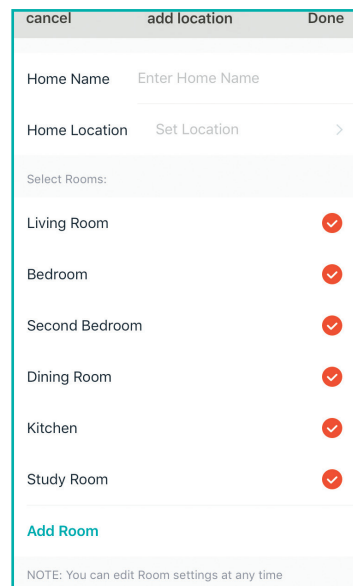 cancel add location Done
Home Name Enter Home Name
Home Location Set Location
Select Rooms:
Living Room
Bedroom
Second Bedroom
Dining Room
Kitchen
Study Room
Add Room
NOTE: You can edit Room settings at any time